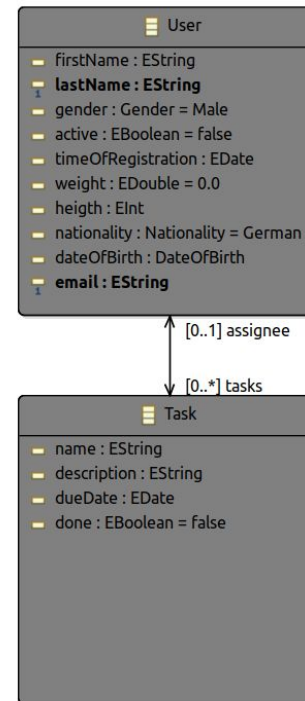 User
firstName : EString
lastName : EString
1
gender : Gender = Male
active : EBoolean = false
timeOfRegistration : EDate
weight : EDouble = 0.0
heigth : EInt
nationality : Nationality = German
dateOfBirth : DateOfBirth
email : EString
1
[0..1] assignee
[0..*] tasks
Task
name : EString
description : EString
dueDate : EDate
done : EBoolean = false